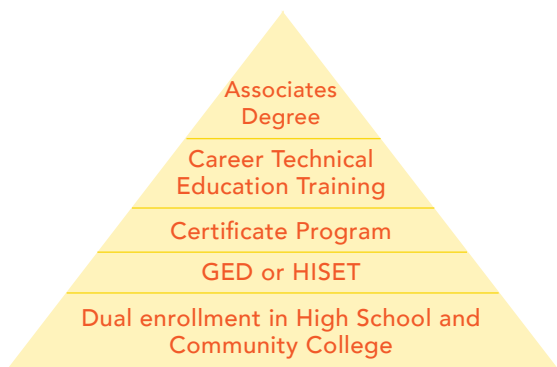 Associates
Degree
Career Technical
Education Training
Certificate Program
GED or HISET
Dual enrollment in High School and
Community College